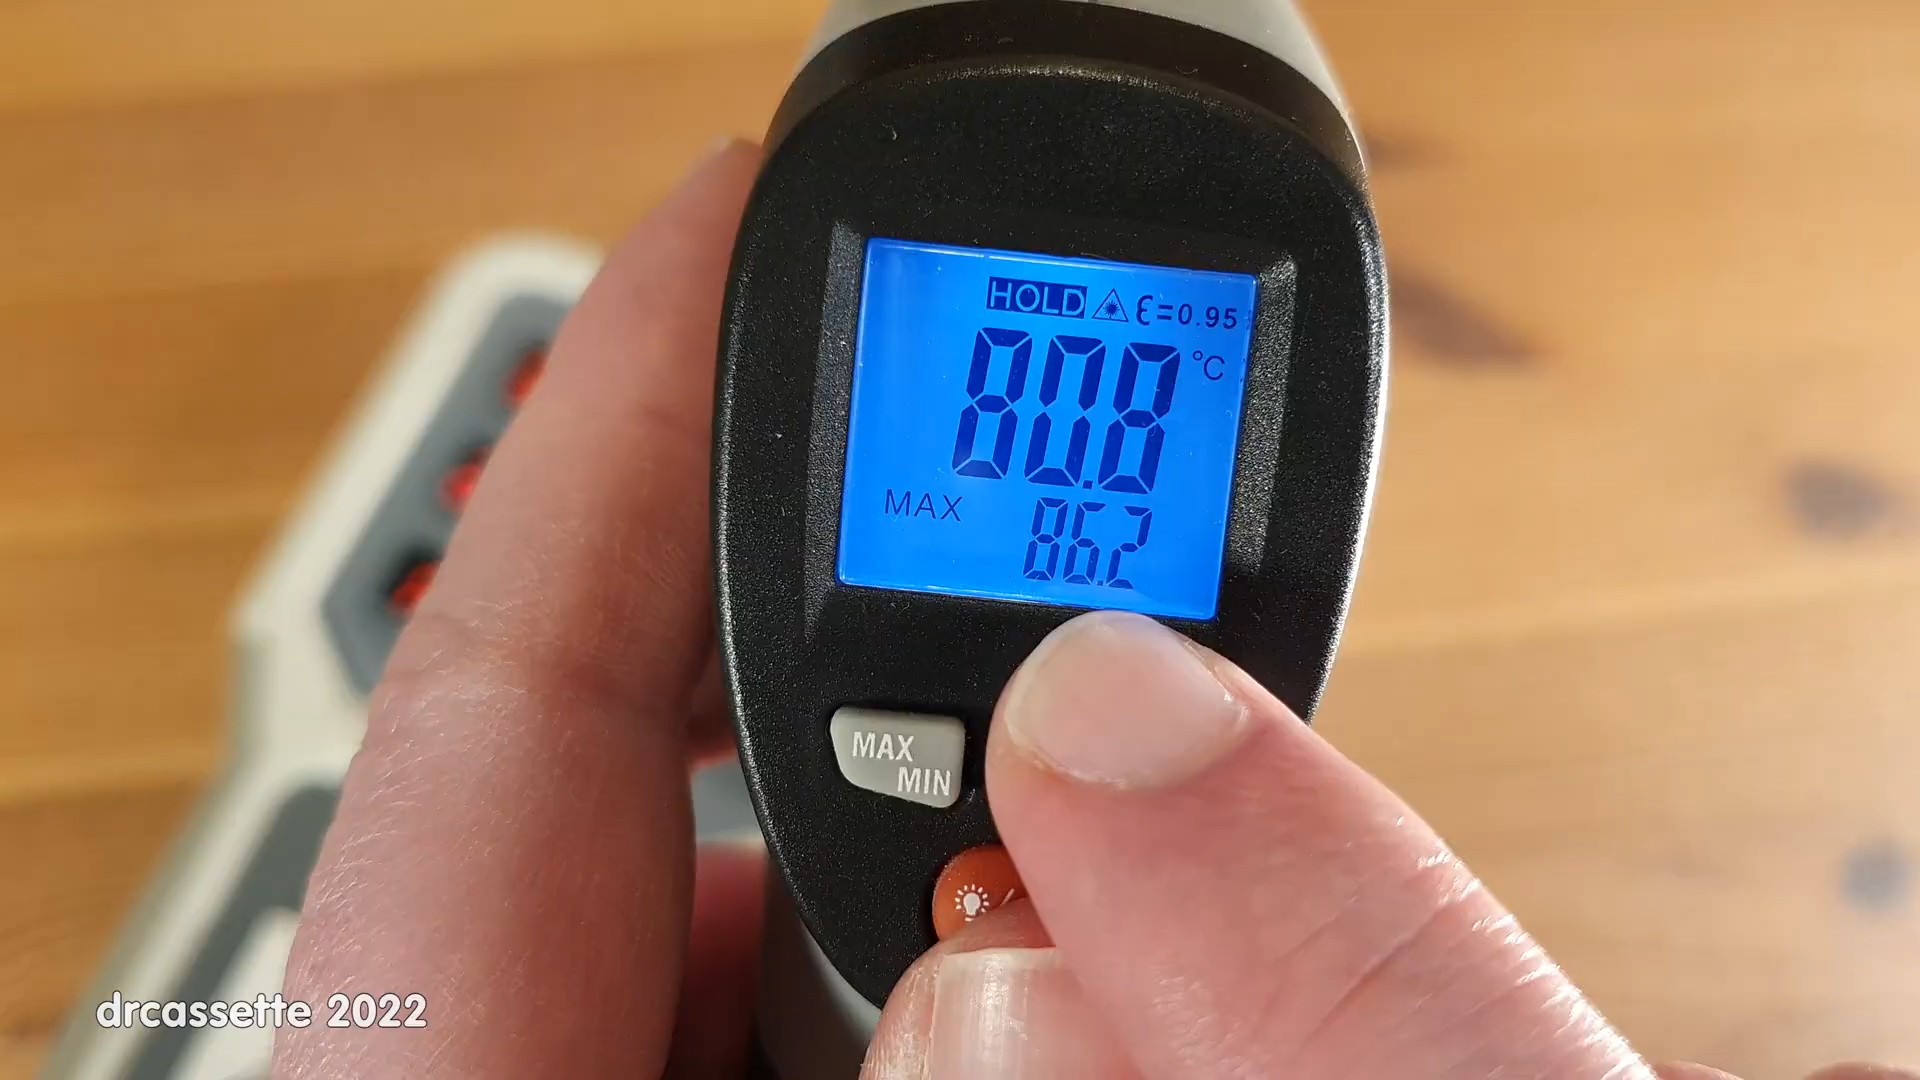 HOLD ε=0.95
80.8 °C
MAX 86.2
MAX
MIN
drcassette 2022